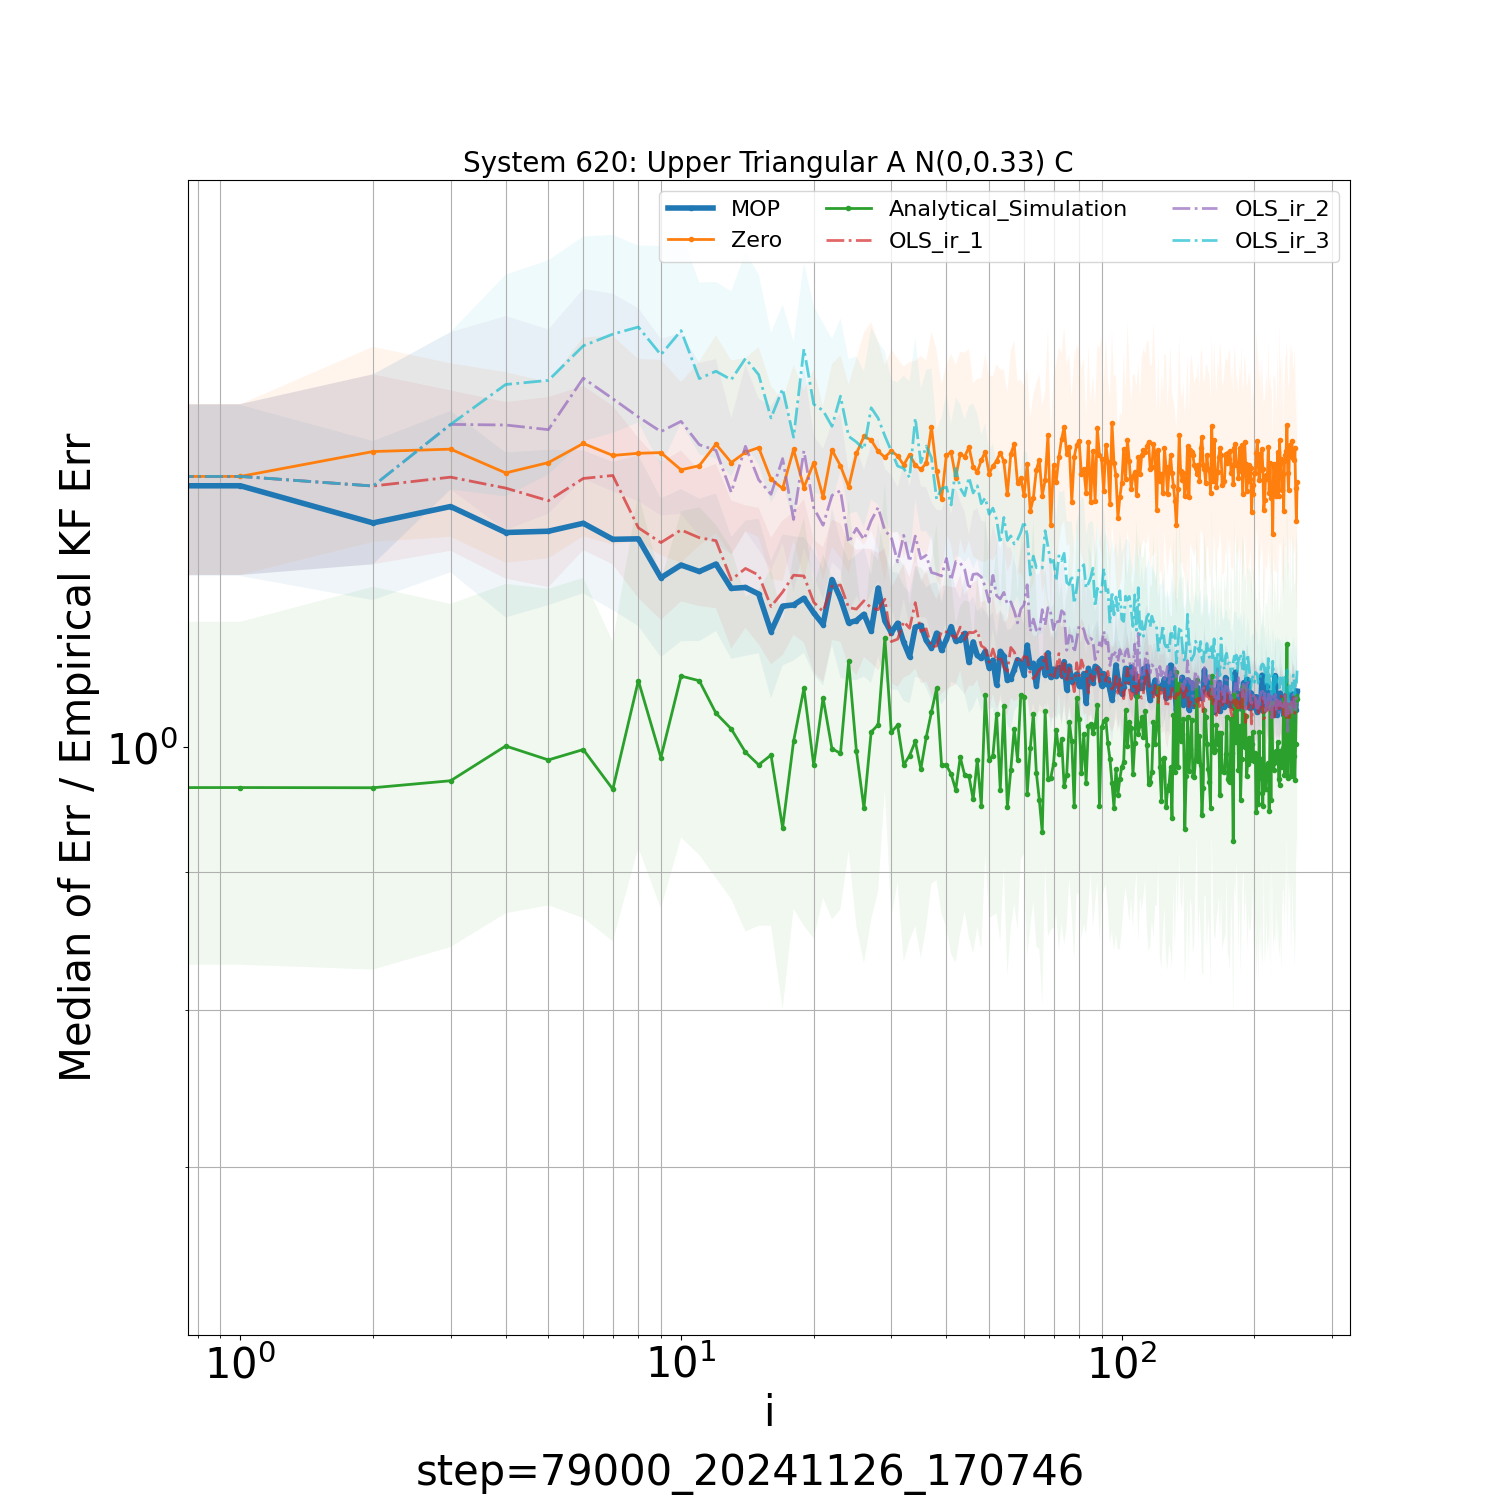 System 620: Upper Triangular A N(0,0.33) C
MOP
Zero
Analytical_Simulation
OLS_ir_1
OLS_ir_2
OLS_ir_3
Median of Err / Empirical KF Err
10⁰
10⁰ 10¹ 10²
i
step=79000_20241126_170746